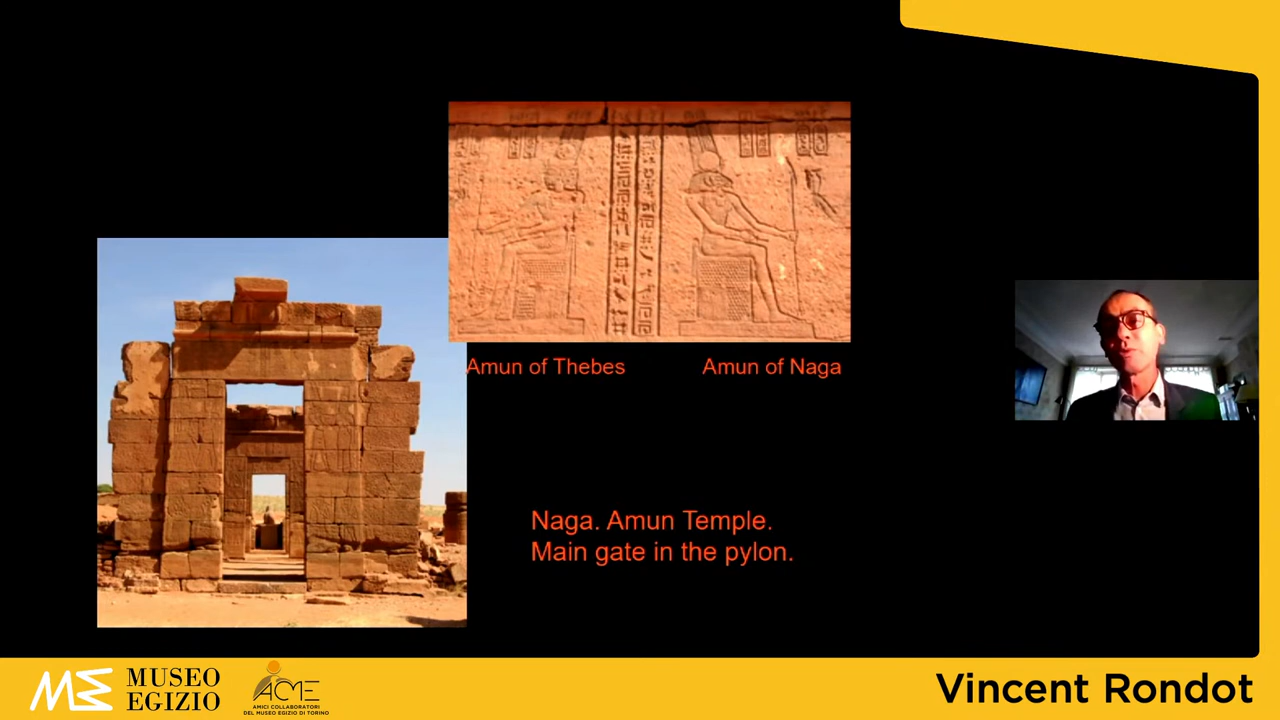 Amun of Thebes
Amun of Naga
Naga. Amun Temple.
Main gate in the pylon.
MUSEO
EGIZIO
ACME
AMICI COLLABORATORI
DEL MUSEO EGIZIO DI TORINO
Vincent Rondot